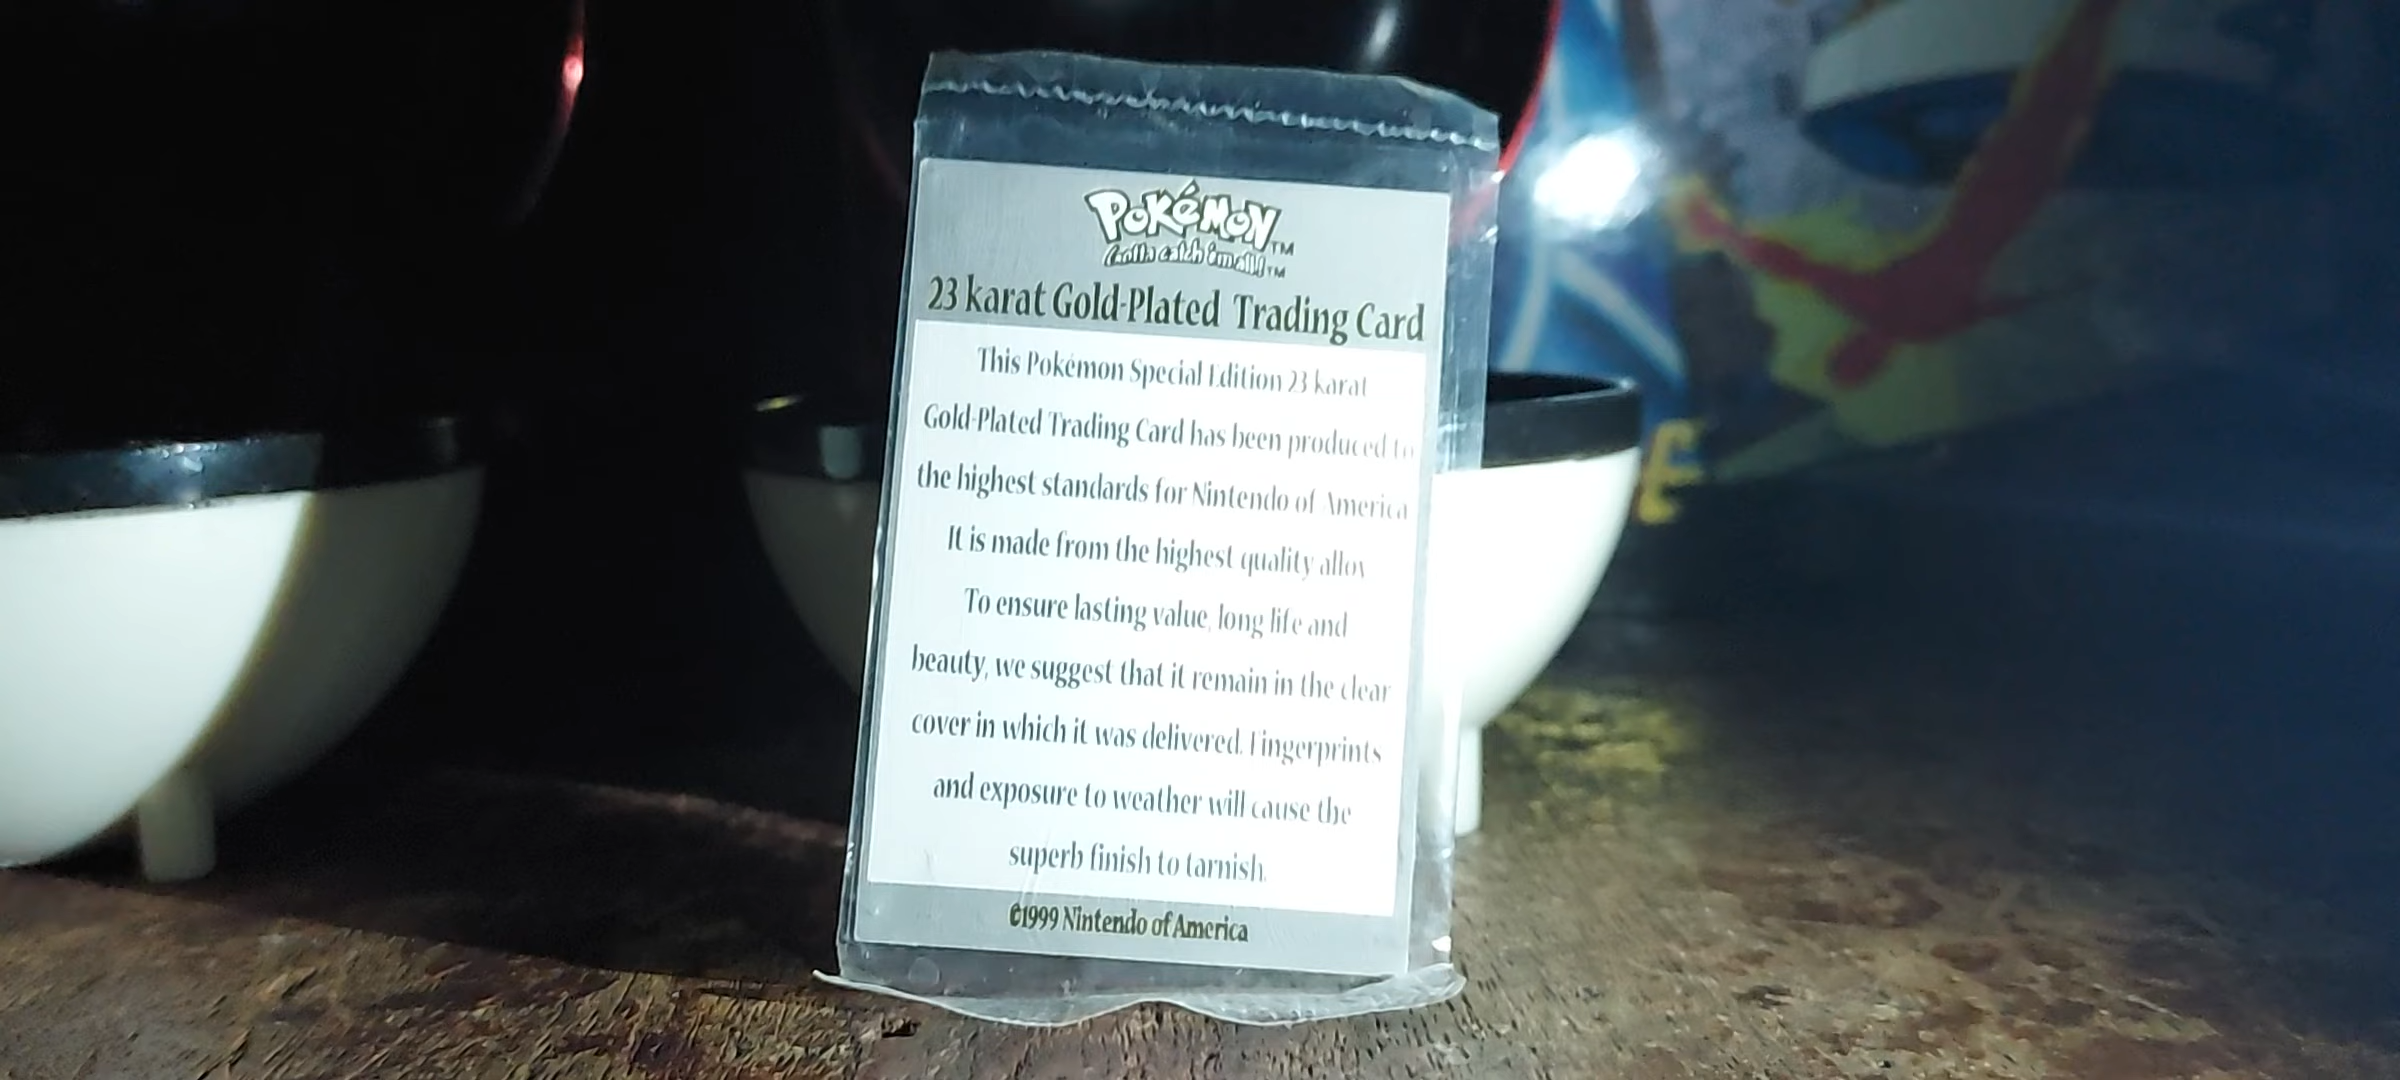 POKéMON™
Gotta catch 'em all!™
23 karat Gold-Plated Trading Card
This Pokémon Special Edition 23 karat
Gold-Plated Trading Card has been produced to
the highest standards for Nintendo of America
It is made from the highest quality alloy
To ensure lasting value, long life and
beauty, we suggest that it remain in the clear
cover in which it was delivered. Fingerprints
and exposure to weather will cause the
superb finish to tarnish.
©1999 Nintendo of America